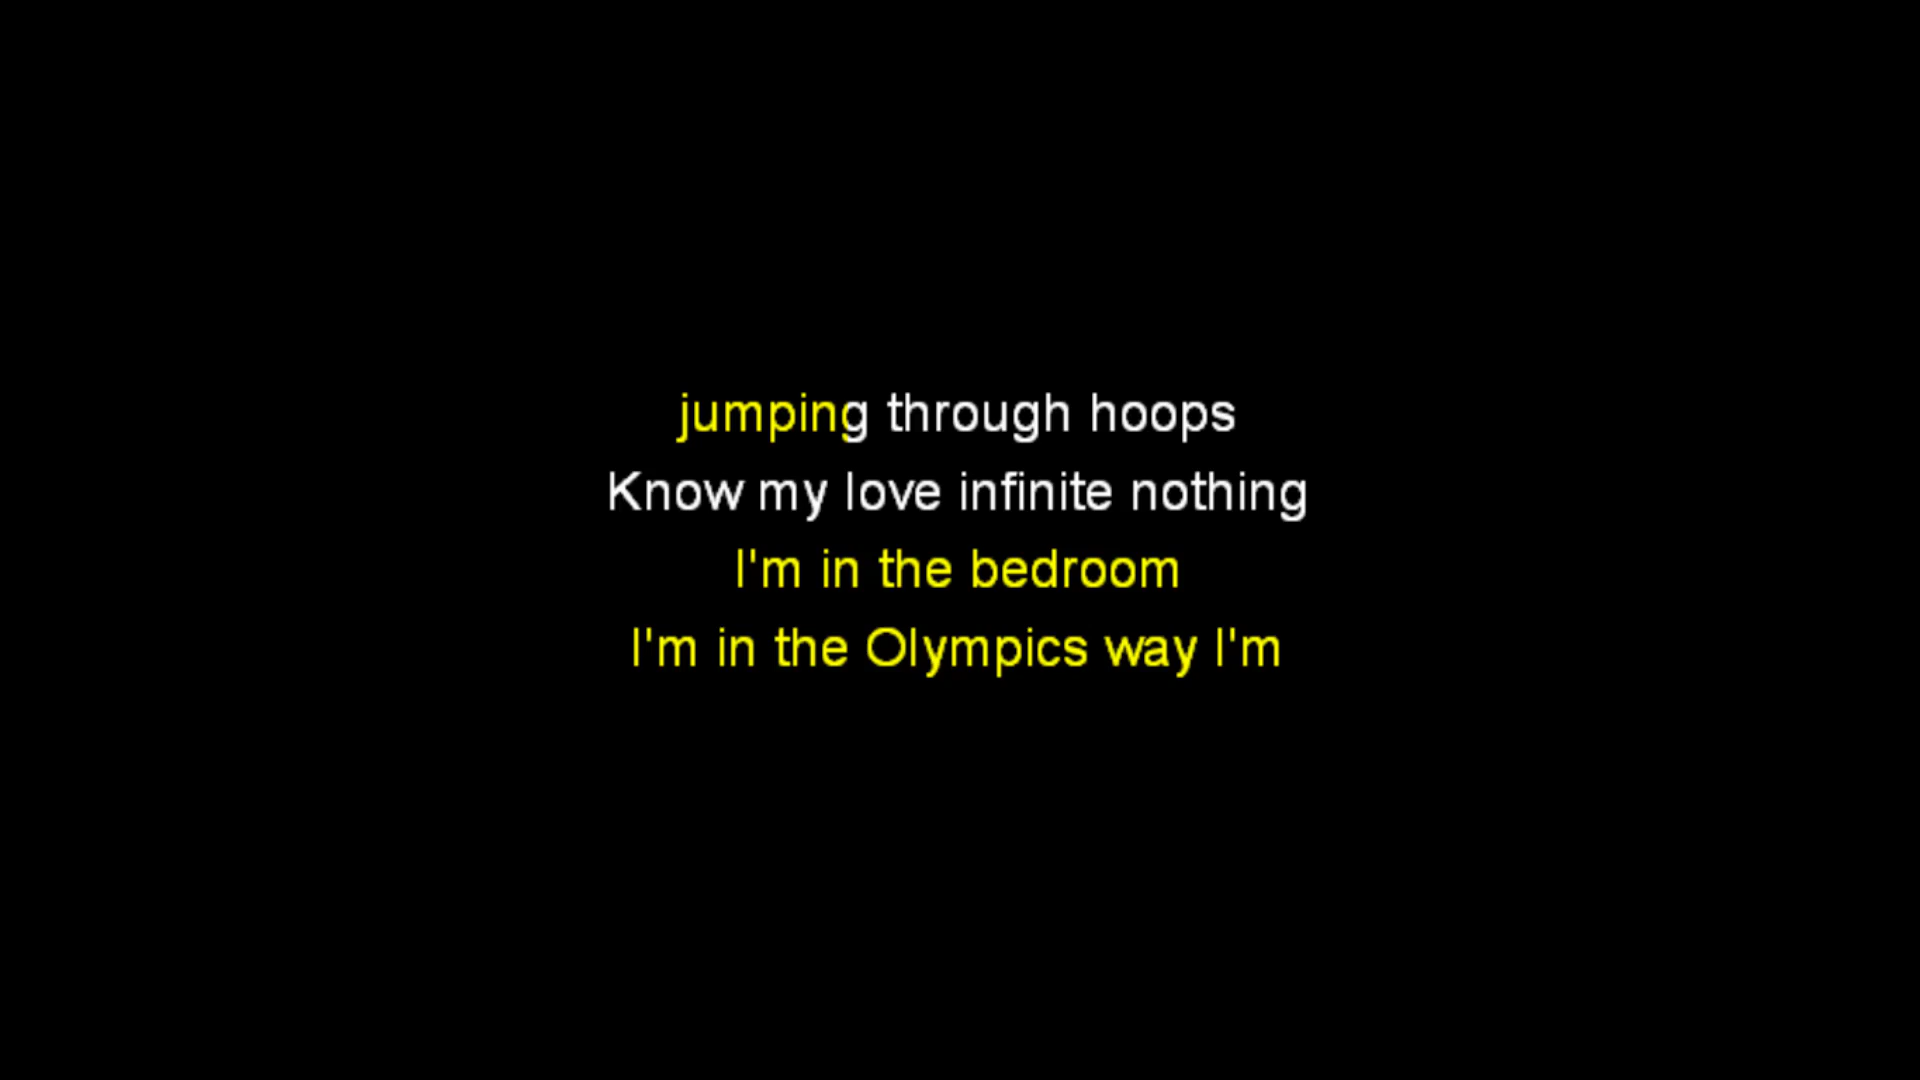 jumping through hoops
Know my love infinite nothing
I'm in the bedroom
I'm in the Olympics way I'm